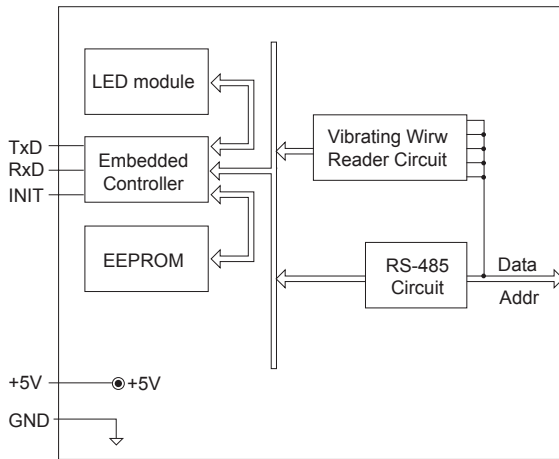 LED module
TxD
RxD
INIT
Embedded
Controller
EEPROM
Vibrating Wirw
Reader Circuit
RS-485
Circuit
Data
Addr
+5V
+5V
GND